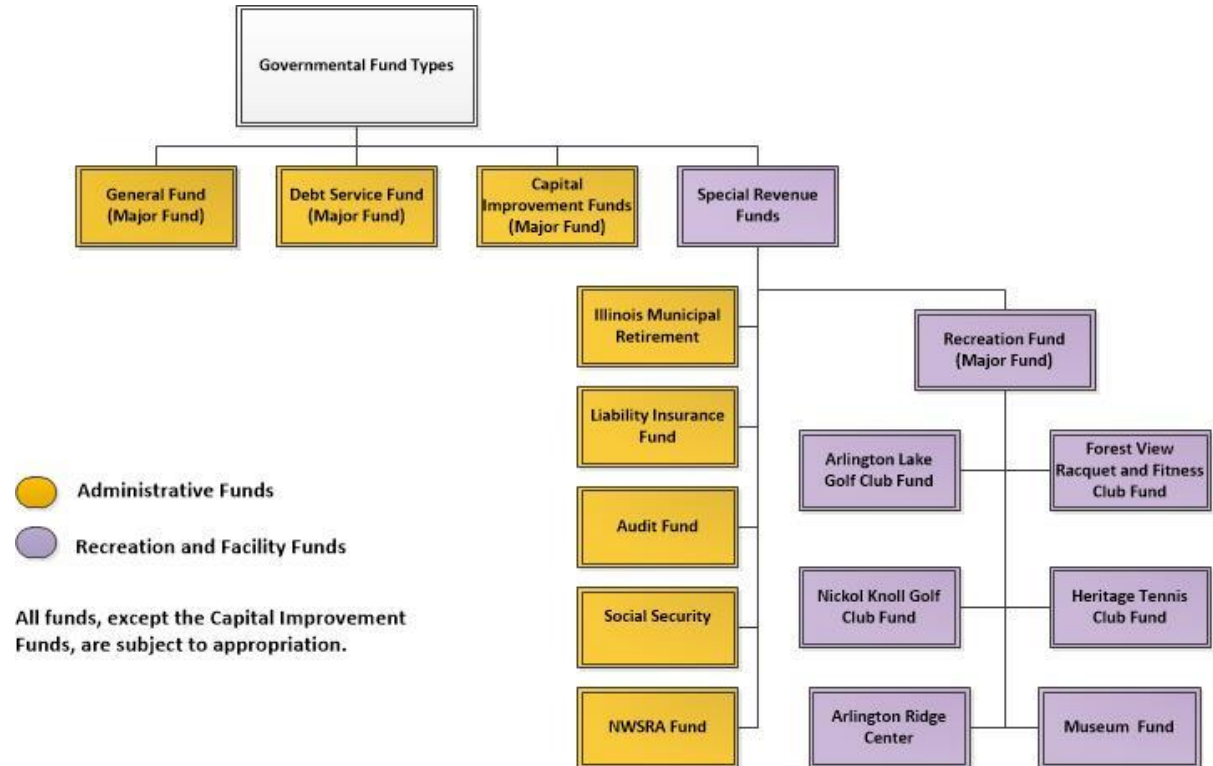 Governmental Fund Types
General Fund
(Major Fund)
Debt Service Fund
(Major Fund)
Capital
Improvement Funds
(Major Fund)
Special Revenue
Funds
Illinois Municipal
Retirement
Liability Insurance
Fund
Audit Fund
Social Security
NWSRA Fund
Recreation Fund
(Major Fund)
Arlington Lake
Golf Club Fund
Forest View
Racquet and Fitness
Club Fund
Nickol Knoll Golf
Club Fund
Heritage Tennis
Club Fund
Arlington Ridge
Center
Museum Fund
Administrative Funds
Recreation and Facility Funds
All funds, except the Capital Improvement
Funds, are subject to appropriation.